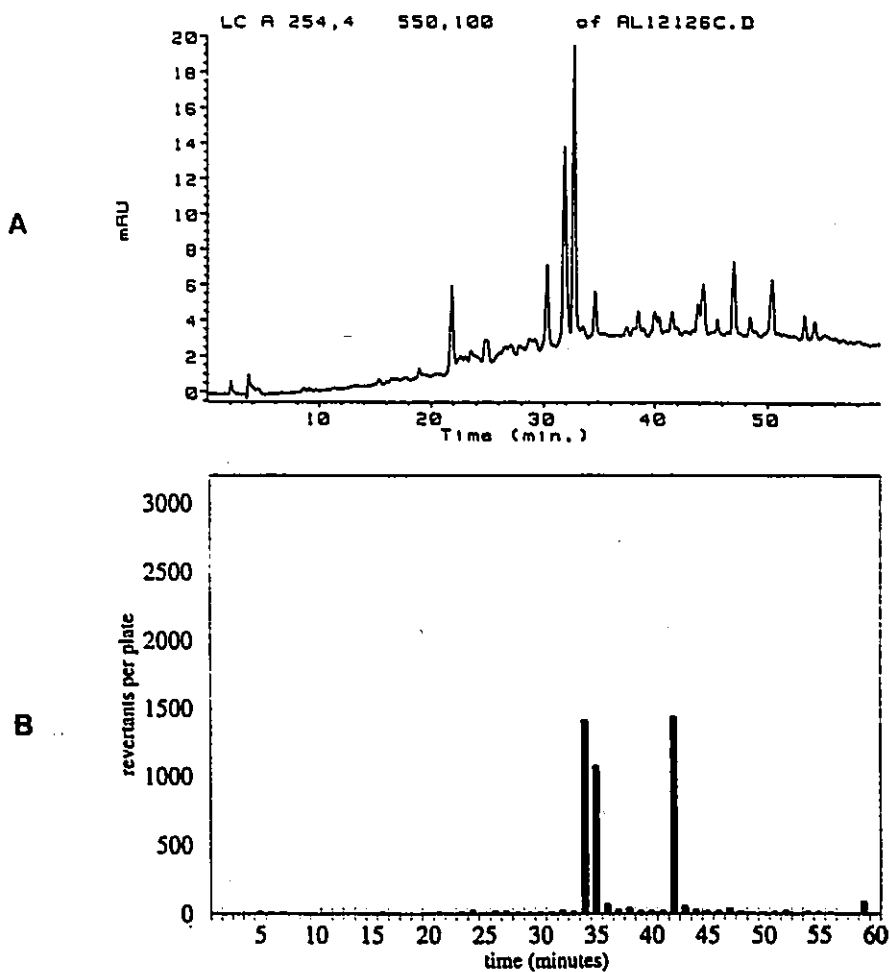 LC A 254,4 550,100 of AL12126C.D
20
18
16
14
12
10
8
6
4
2
0
mAU
A
10 20 30 40 50
Time (min.)
3000
2500
2000
1500
1000
500
0
revertants per plate
B
5 10 15 20 25 30 35 40 45 50 55 60
time (minutes)